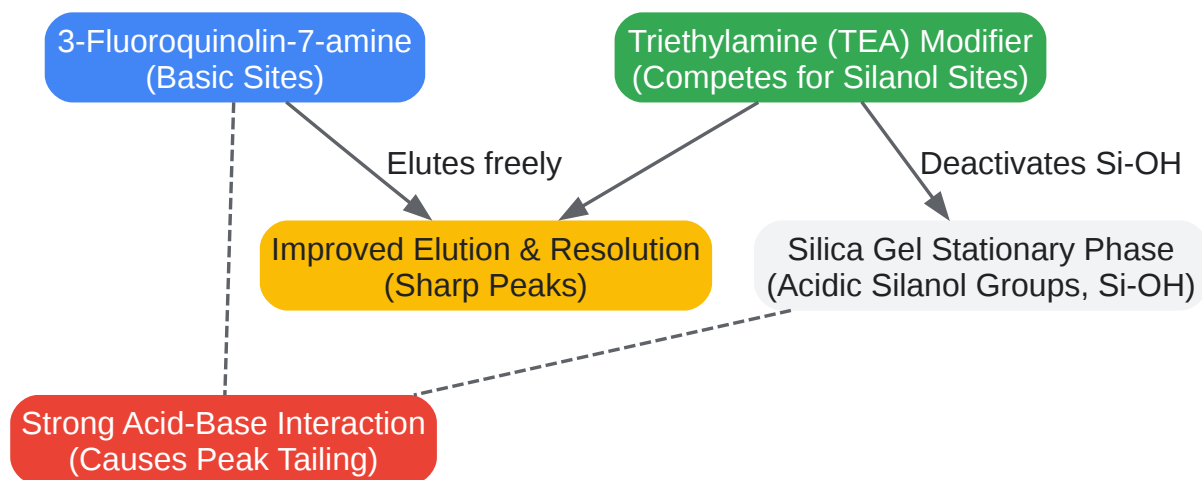 3-Fluoroquinolin-7-amine
(Basic Sites)
Triethylamine (TEA) Modifier
(Competes for Silanol Sites)
Elutes freely
Deactivates Si-OH
Improved Elution & Resolution
(Sharp Peaks)
Silica Gel Stationary Phase
(Acidic Silanol Groups, Si-OH)
Strong Acid-Base Interaction
(Causes Peak Tailing)